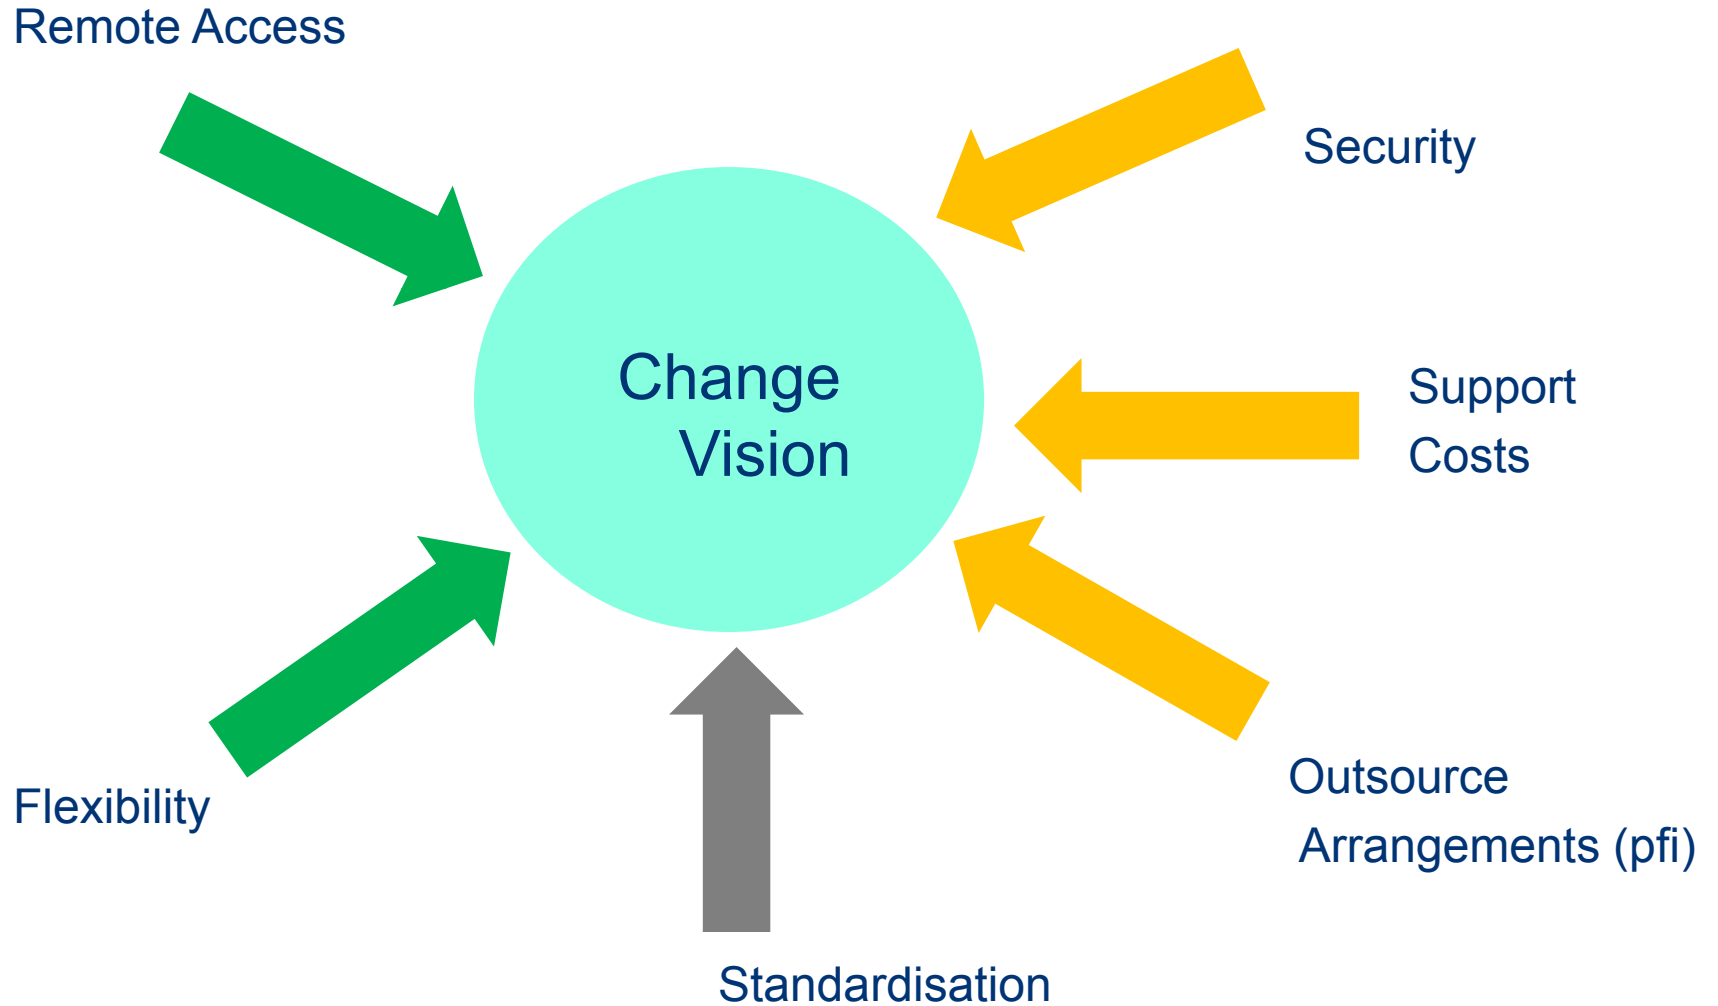 Remote Access
Security
Change
Vision
Support
Costs
Flexibility
Outsource
Arrangements (pfi)
Standardisation